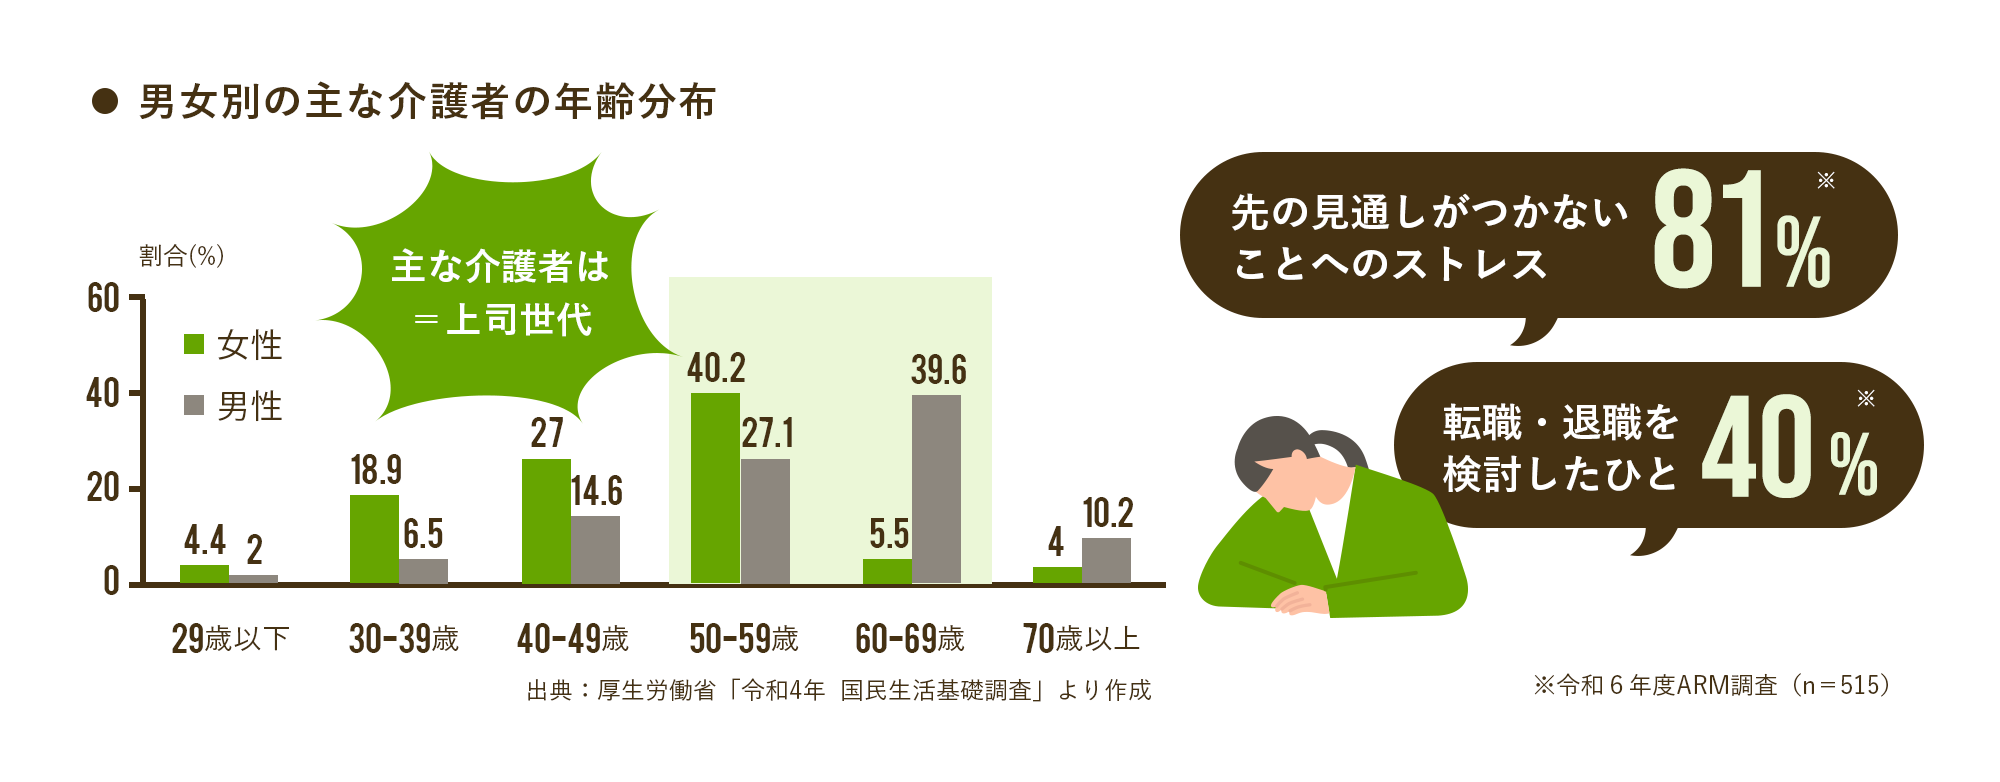 ● 男女別の主な介護者の年齢分布
主な介護者は
＝上司世代
割合(%)
60
40
20
0
女性
男性
4.4
2
18.9
6.5
27
14.6
40.2
27.1
5.5
39.6
4
10.2
29歳以下
30-39歳
40-49歳
50-59歳
60-69歳
70歳以上
出典：厚生労働省「令和4年 国民生活基礎調査」より作成
先の見通しがつかない
ことへのストレス
81%※
転職・退職を
検討したひと
40%※
※令和６年度ARM調査（n＝515）